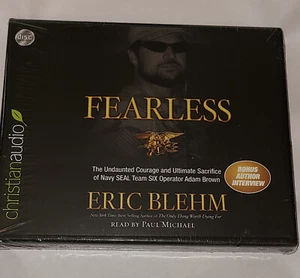 disc
FEARLESS
The Undaunted Courage and Ultimate Sacrifice
of Navy SEAL Team SIX Operator Adam Brown
BONUS
AUTHOR
INTERVIEW
ERIC BLEHM
New York Times Best Selling Author of The Only Thing Worth Dying For
READ BY PAUL MICHAEL
christianaudio